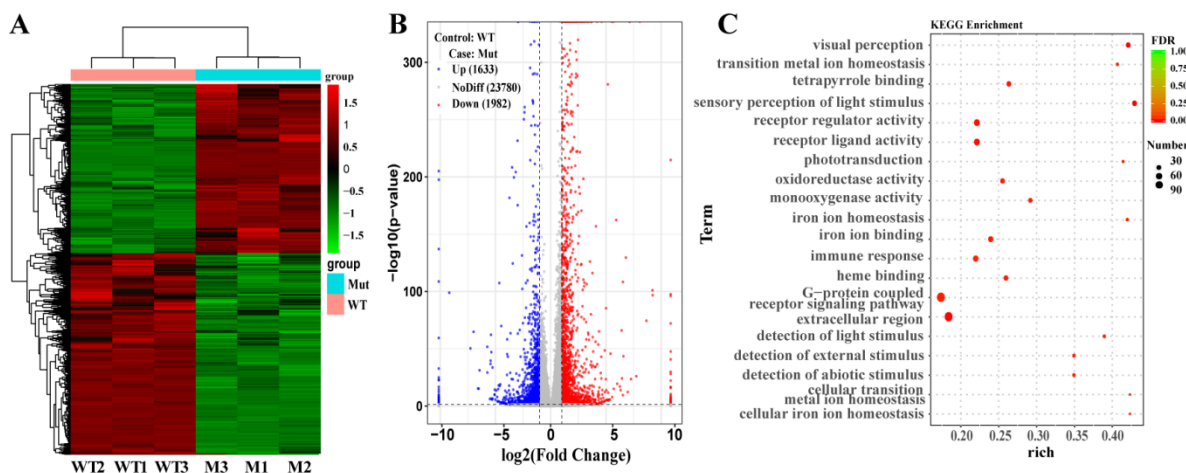 A
group
1.5
1
0.5
0
−0.5
−1
−1.5
group
Mut
WT
WT2 WT1 WT3 M3 M1 M2
B
Control: WT
Case: Mut
Up (1633)
NoDiff (23780)
Down (1982)
−log10(p−value)
300
200
100
0
−10 −5 0 5 10
log2(Fold Change)
C
KEGG Enrichment
Term
visual perception
transition metal ion homeostasis
tetrapyrrole binding
sensory perception of light stimulus
receptor regulator activity
receptor ligand activity
phototransduction
oxidoreductase activity
monooxygenase activity
iron ion homeostasis
iron ion binding
immune response
heme binding
G−protein coupled
receptor signaling pathway
extracellular region
detection of light stimulus
detection of external stimulus
detection of abiotic stimulus
cellular transition
metal ion homeostasis
cellular iron ion homeostasis
0.20 0.25 0.30 0.35 0.40
rich
FDR
1.00
0.75
0.50
0.25
0.00
Number
30
60
90